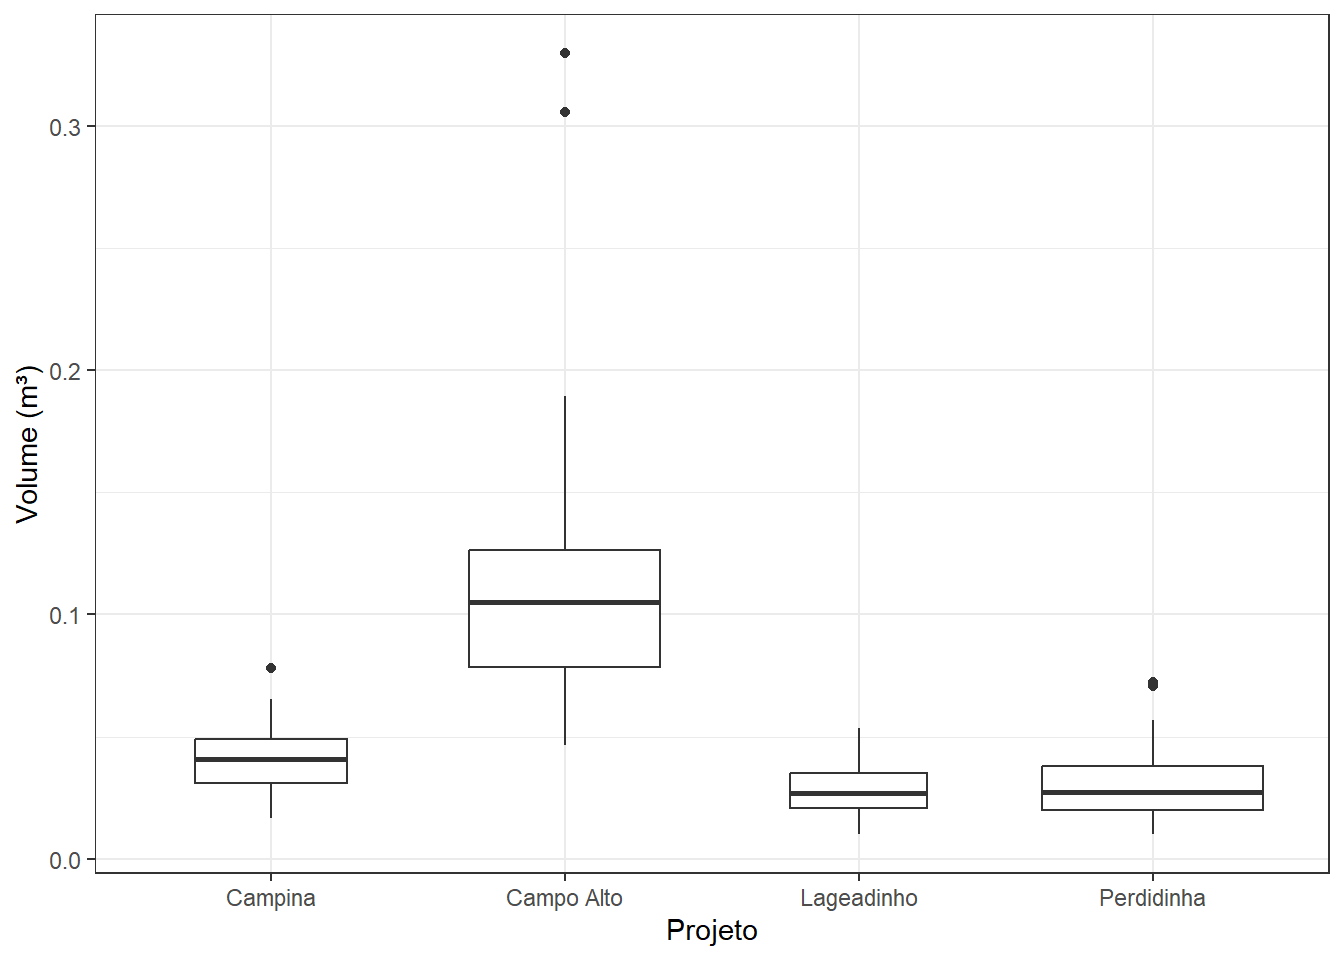 Volume (m³)
0.3
0.2
0.1
0.0
Campina
Campo Alto
Lageadinho
Perdidinha
Projeto